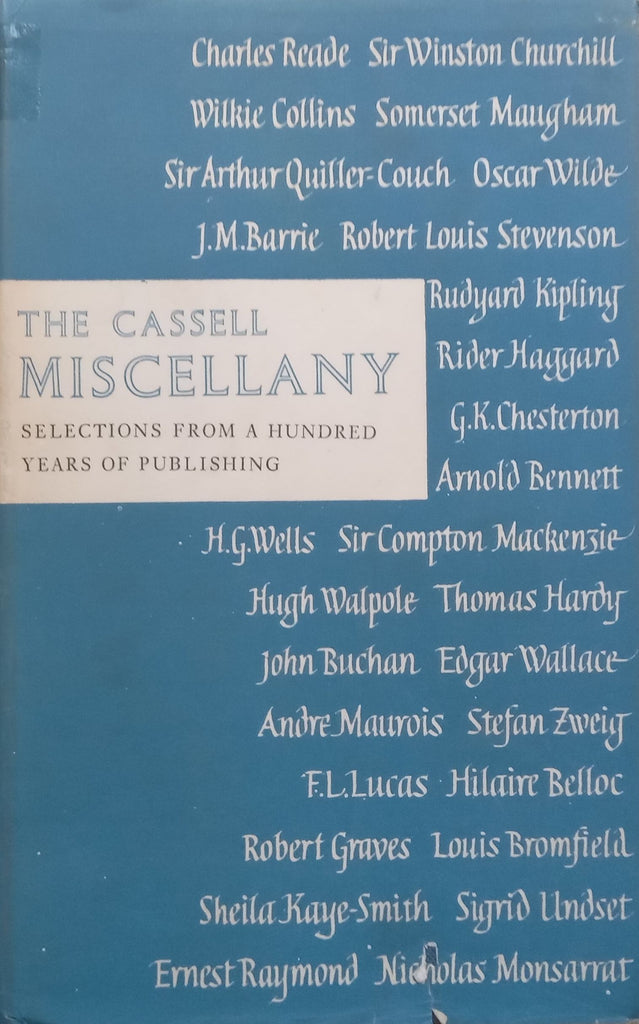 Charles Reade Sir Winston Churchill
Wilkie Collins Somerset Maugham
Sir Arthur Quiller-Couch Oscar Wilde
J.M.Barrie Robert Louis Stevenson
Rudyard Kipling
THE CASSELL
Rider Haggard
MISCELLANY
G.K.Chesterton
SELECTIONS FROM A HUNDRED
YEARS OF PUBLISHING
Arnold Bennett
H.G.Wells Sir Compton Mackenzie
Hugh Walpole Thomas Hardy
John Buchan Edgar Wallace
André Maurois Stefan Zweig
F.L.Lucas Hilaire Belloc
Robert Graves Louis Bromfield
Sheila Kaye-Smith Sigrid Undset
Ernest Raymond Nicholas Monsarrat